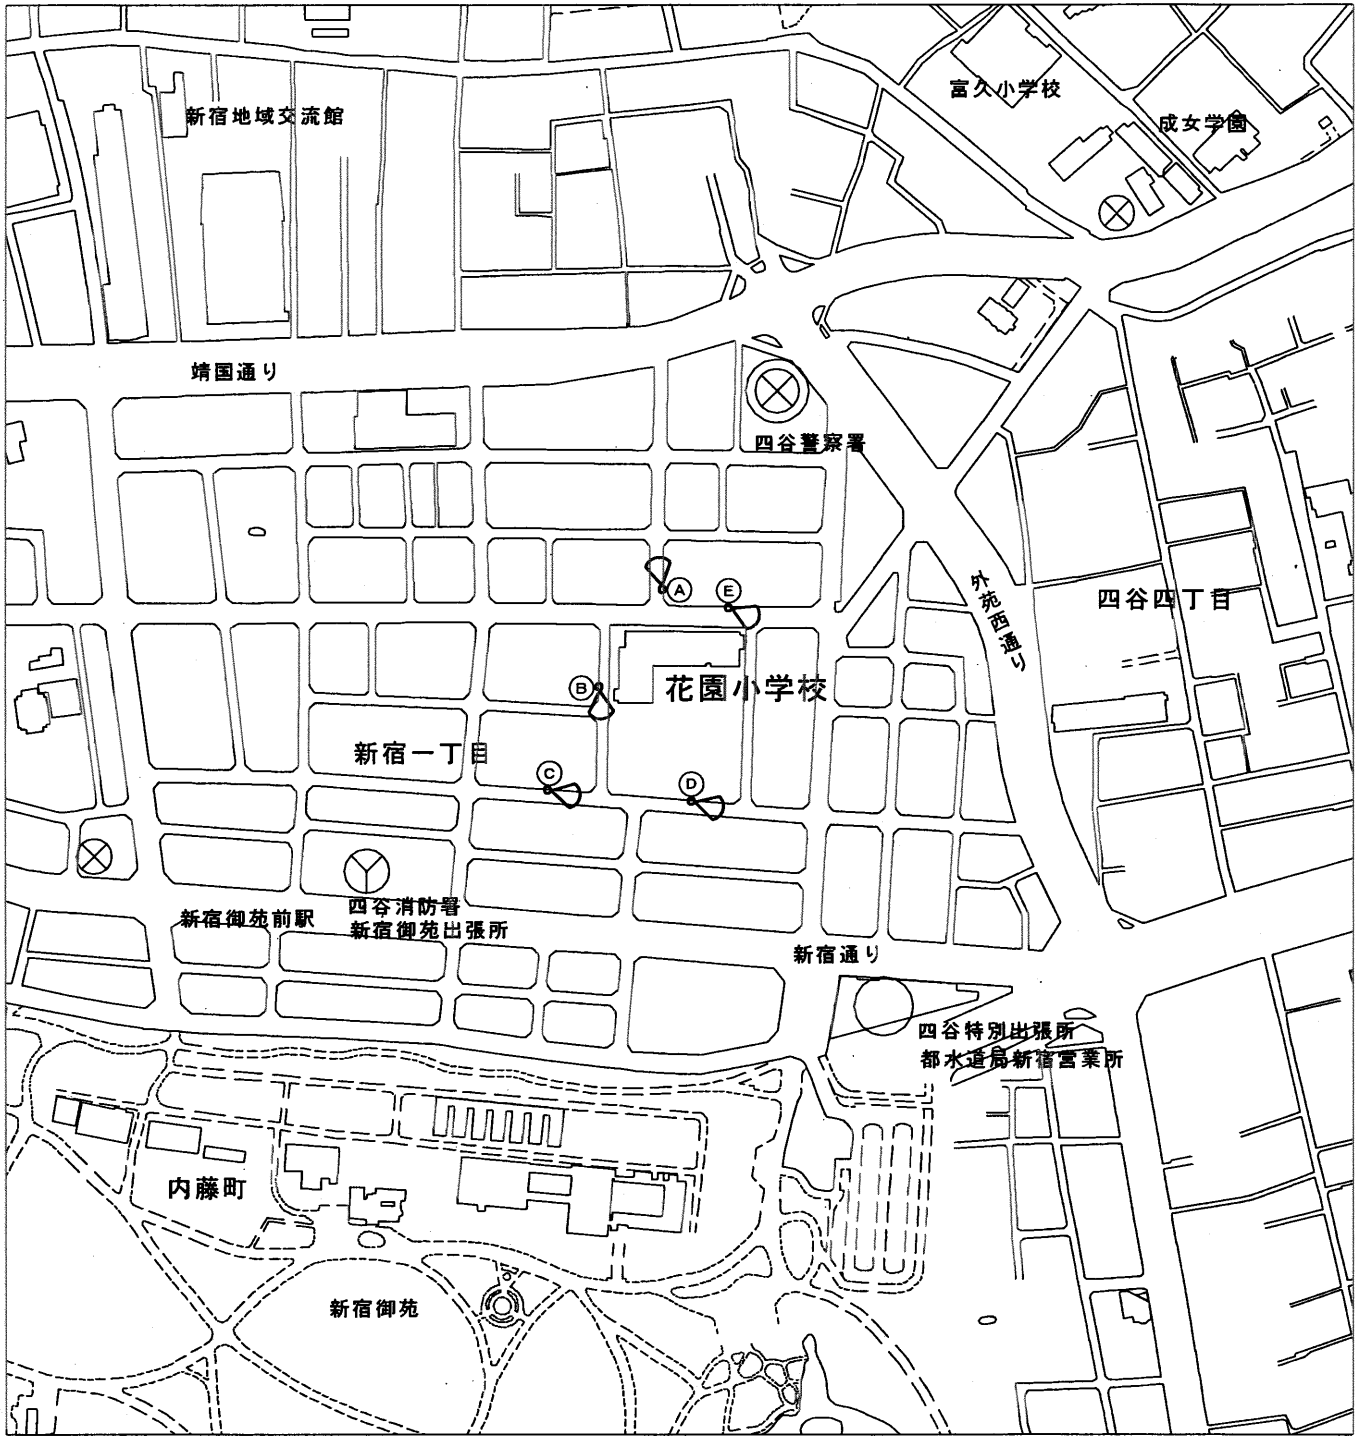 富久小学校
新宿地域交流館
成女学園
靖国通り
四谷警察署
外苑西通り
四谷四丁目
A
E
B
花園小学校
新宿一丁目
C
D
四谷消防署
新宿御苑出張所
新宿御苑前駅
新宿通り
四谷特別出張所
都水道局新宿営業所
内藤町
新宿御苑